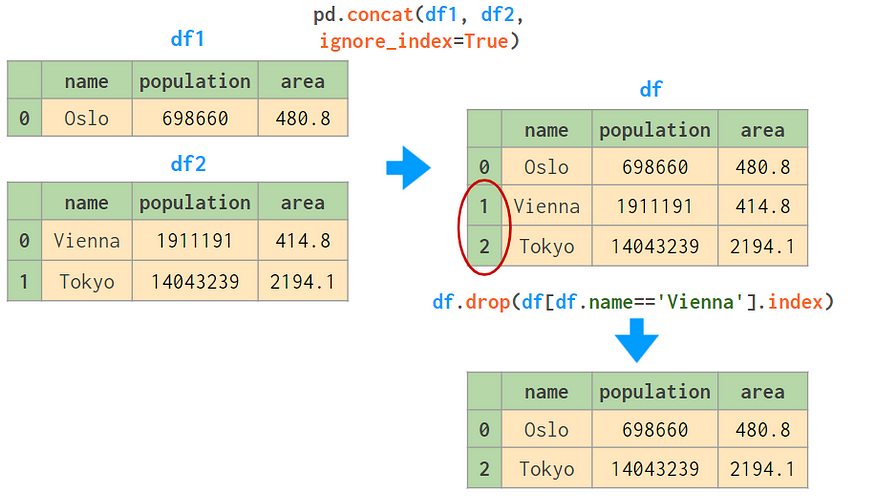 pd.concat(df1, df2,
ignore_index=True)
df1
name population area
0 Oslo 698660 480.8
df2
name population area
0 Vienna 1911191 414.8
1 Tokyo 14043239 2194.1
df
name population area
0 Oslo 698660 480.8
1 Vienna 1911191 414.8
2 Tokyo 14043239 2194.1
df.drop(df[df.name=='Vienna'].index)
name population area
0 Oslo 698660 480.8
2 Tokyo 14043239 2194.1